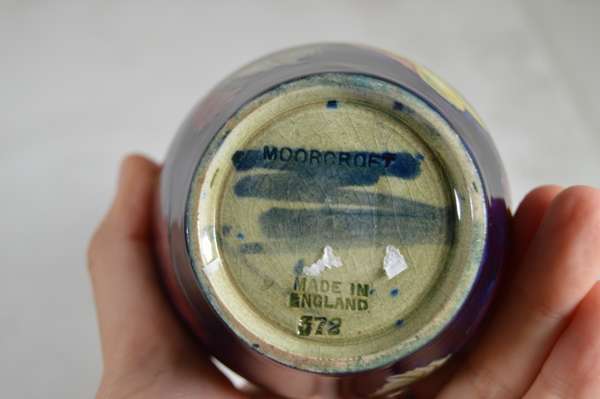 MOORCROFT
MADE IN
ENGLAND
372